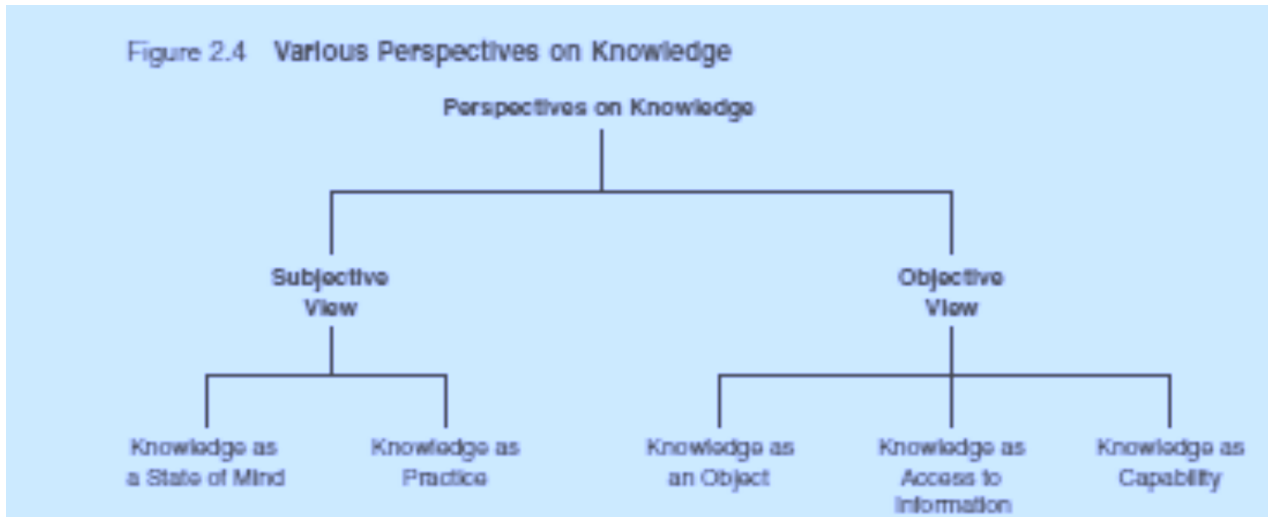 Figure 2.4 Various Perspectives on Knowledge
Perspectives on Knowledge
Subjective
View
Objective
View
Knowledge as
a State of Mind
Knowledge as
Practice
Knowledge as
an Object
Knowledge as
Access to
Information
Knowledge as
Capability